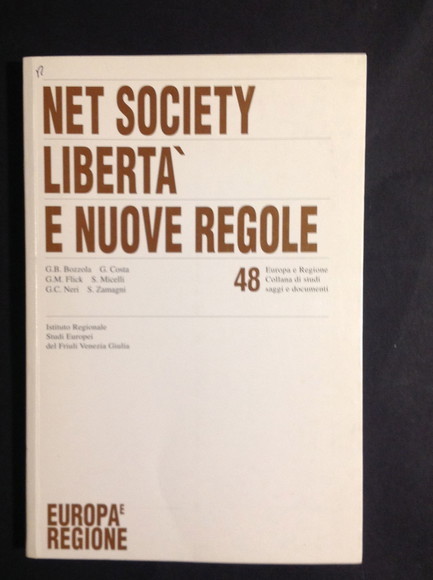 NET SOCIETY
LIBERTA`
E NUOVE REGOLE
G.B. Bozzola G. Costa
G.M. Flick S. Micelli
G.C. Neri S. Zamagni
48
Europa e Regione
Collana di studi
saggi e documenti
Istituto Regionale
Studi Europei
del Friuli Venezia Giulia
EUROPA E
REGIONE